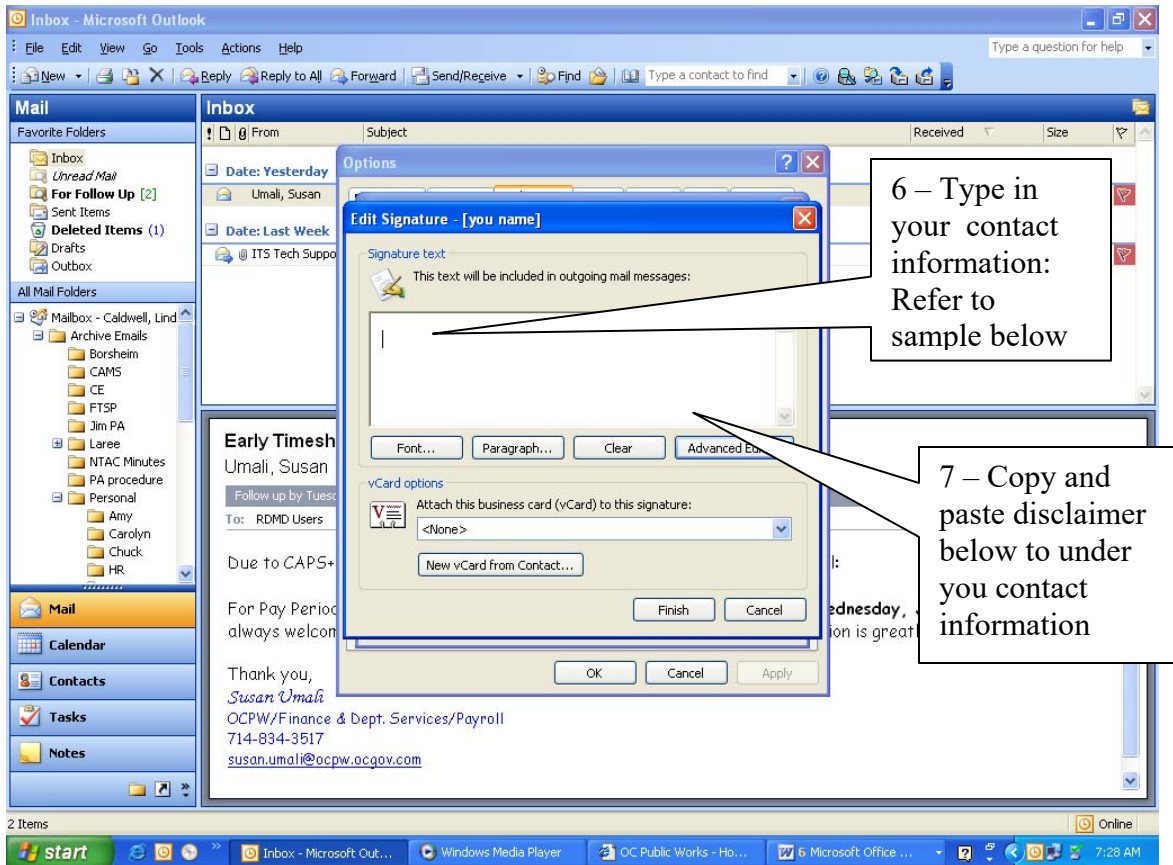 Inbox - Microsoft Outlook
File Edit View Go Tools Actions Help
Type a question for help
New Reply Reply to All Forward Send/Receive Find Type a contact to find
Mail
Favorite Folders
Inbox
Unread Mail
For Follow Up [2]
Sent Items
Deleted Items (1)
Drafts
Outbox
All Mail Folders
Mailbox - Caldwell, Lind
Archive Emails
Borsheim
CAMS
CE
FTSP
Jim PA
Laree
NTAC Minutes
PA procedure
Personal
Amy
Carolyn
Chuck
HR
Mail
Calendar
Contacts
Tasks
Notes
Inbox
! From Subject Received Size
Date: Yesterday
Umali, Susan
Date: Last Week
ITS Tech Suppo
Options
Edit Signature - [you name]
Signature text
This text will be included in outgoing mail messages:
Font... Paragraph... Clear Advanced Ed
vCard options
Attach this business card (vCard) to this signature:
<None>
New vCard from Contact...
Finish Cancel
OK Cancel Apply
6 – Type in
your contact
information:
Refer to
sample below
7 – Copy and
paste disclaimer
below to under
you contact
information
Early Timesh
Umali, Susan
Follow up by Tuesd
To: RDMD Users
Due to CAPS+ l:
For Pay Perio ednesday,
always welcom ion is great
Thank you,
Susan Umali
OCPW/Finance & Dept. Services/Payroll
714-834-3517
susan.umali@ocpw.ocgov.com
2 Items
Online
start Inbox - Microsoft Out... Windows Media Player OC Public Works - Ho... 6 Microsoft Office ... 7:28 AM